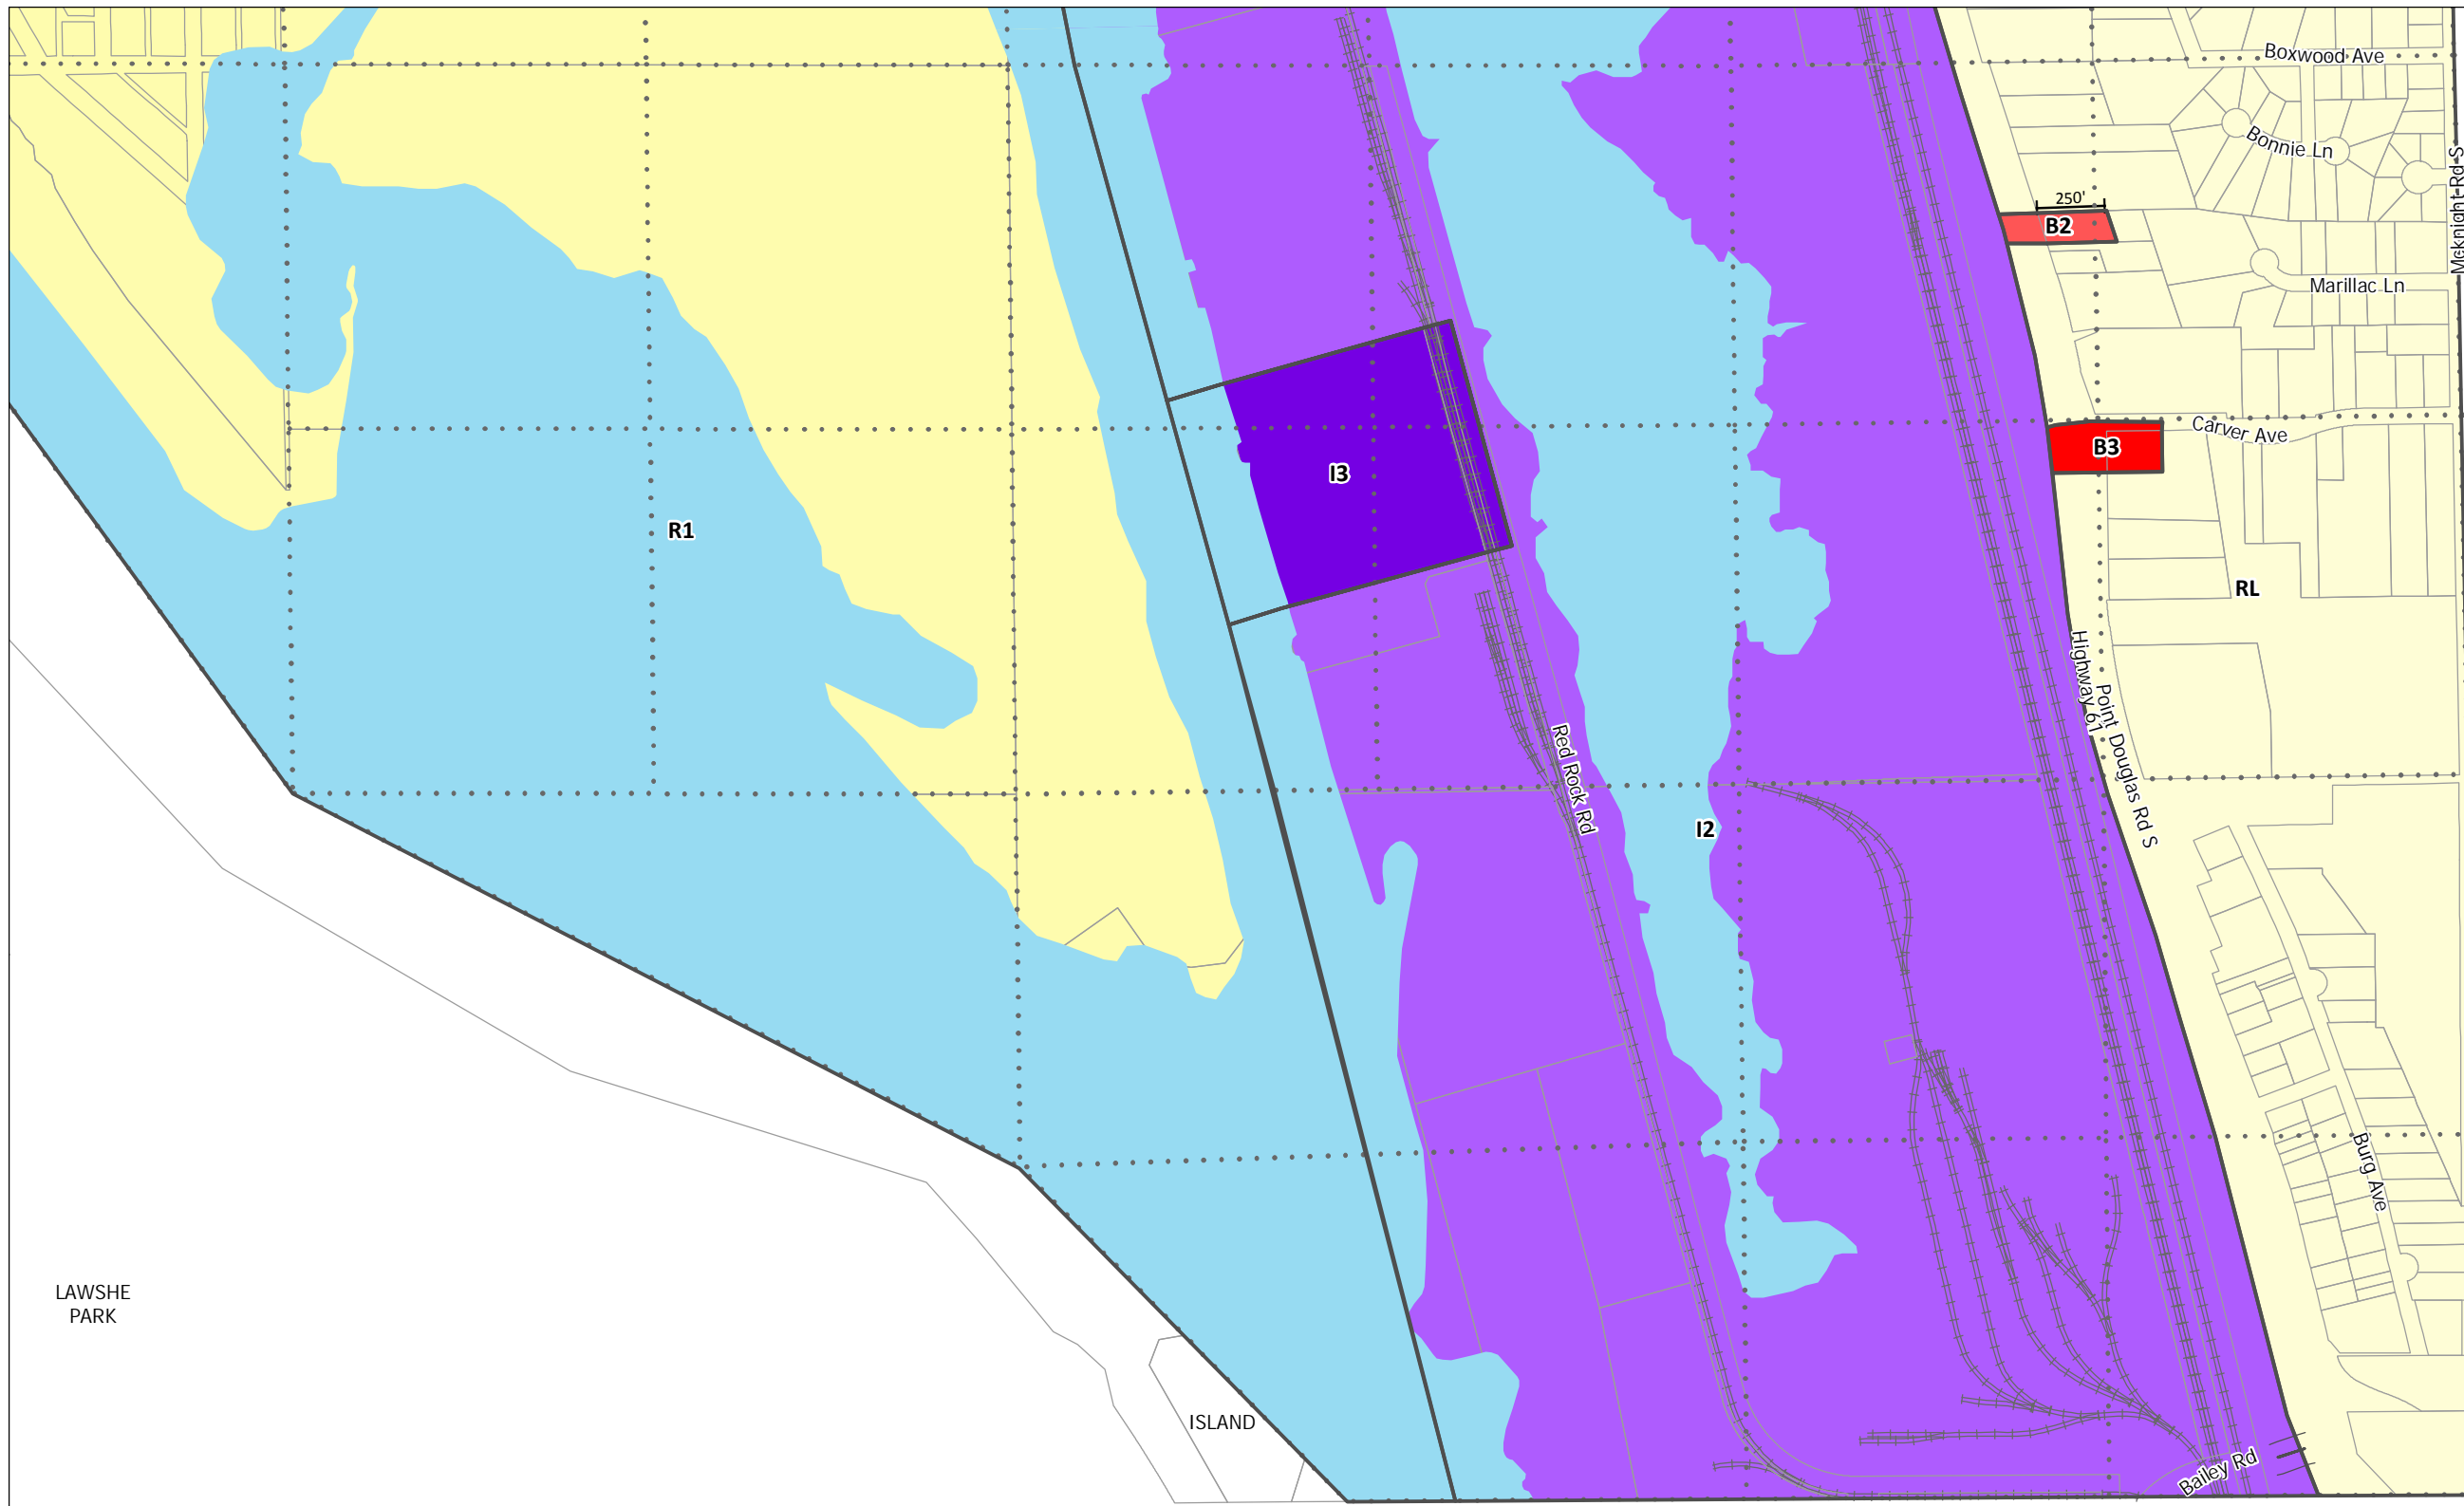 Boxwood Ave
Bonnie Ln
Mcknight Rd S
250'
B2
Marillac Ln
Carver Ave
B3
I3
R1
RL
Highway 61
Point Douglas Rd S
Red Rock Rd
I2
Burg Ave
LAWSHE
PARK
ISLAND
Bailey Rd